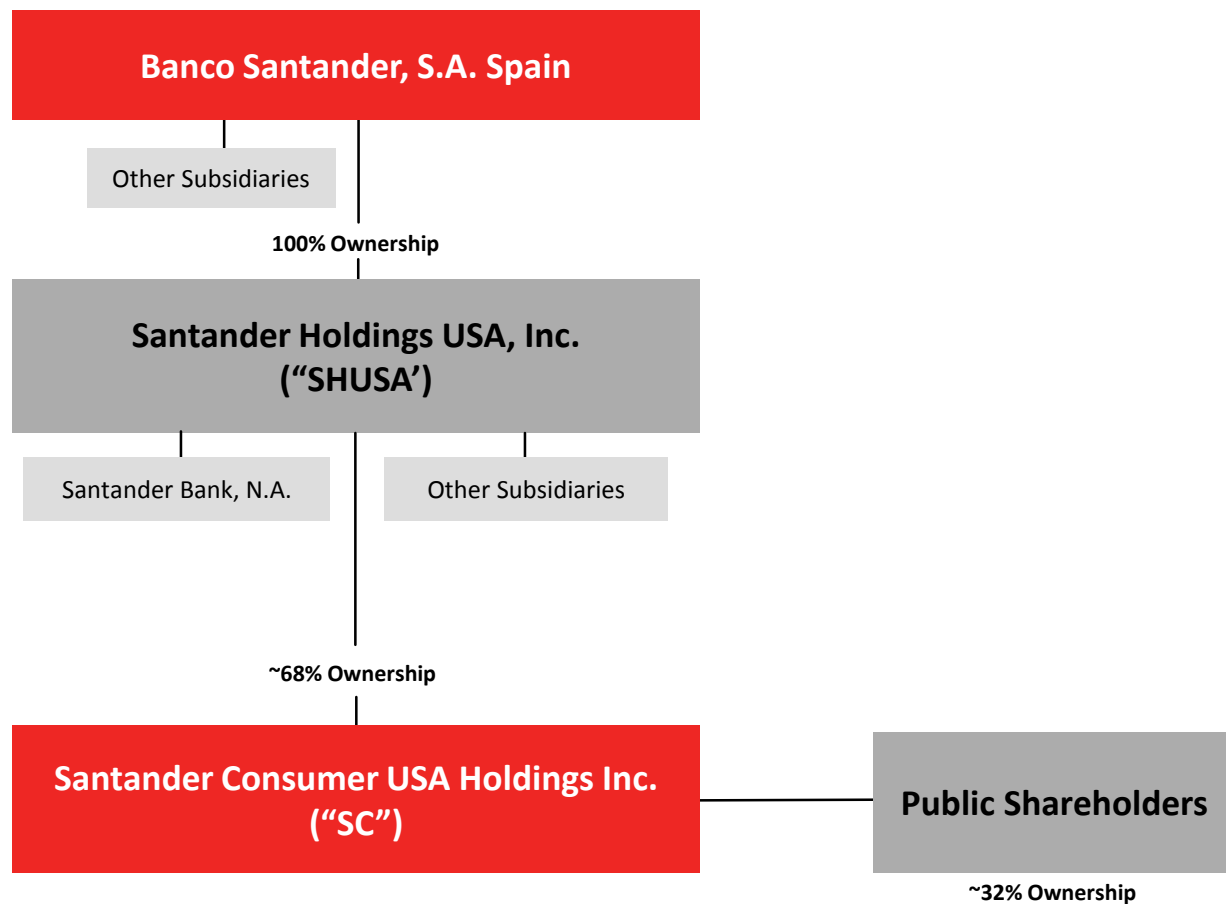 Banco Santander, S.A. Spain
Other Subsidiaries
100% Ownership
Santander Holdings USA, Inc.
(“SHUSA’)
Santander Bank, N.A.
Other Subsidiaries
~68% Ownership
Santander Consumer USA Holdings Inc.
(“SC”)
Public Shareholders
~32% Ownership